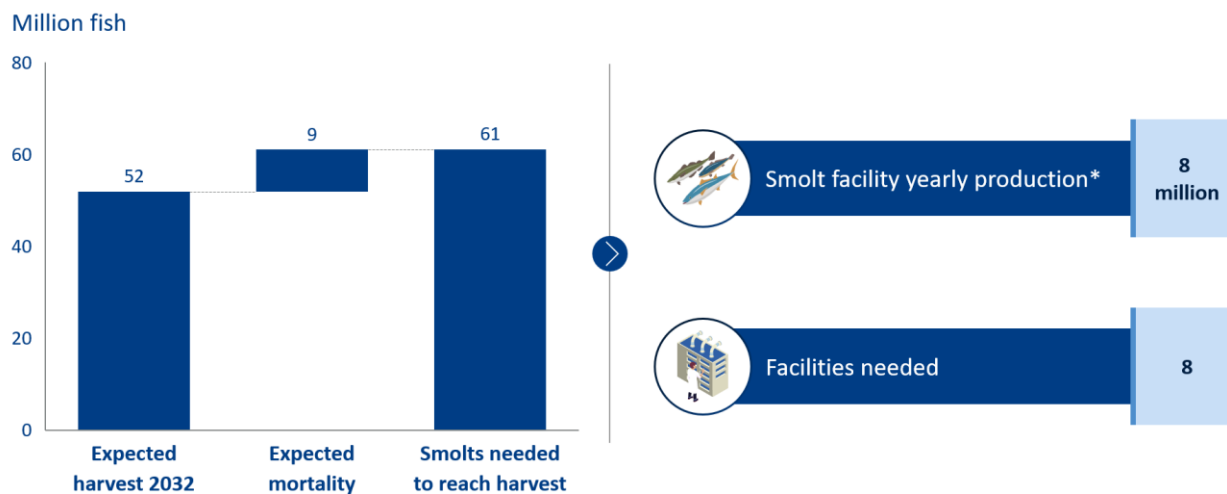 Million fish
80
60
40
20
0
52
9
61
Expected
harvest 2032
Expected
mortality
Smolts needed
to reach harvest
Smolt facility yearly production*
8
million
Facilities needed
8